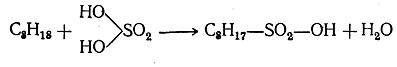 C₈H₁₈ + HO HO >SO₂ ⟶ C₈H₁₇—SO₂—OH + H₂O